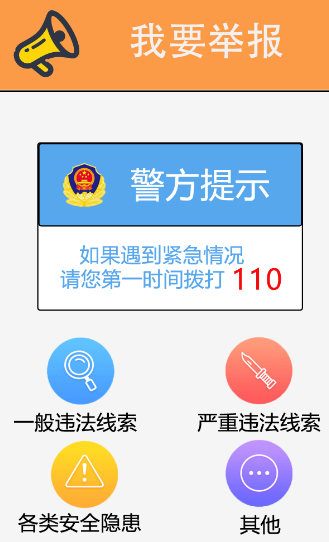 我要举报
警方提示
如果遇到紧急情况
请您第一时间拨打 110
一般违法线索
严重违法线索
各类安全隐患
其他